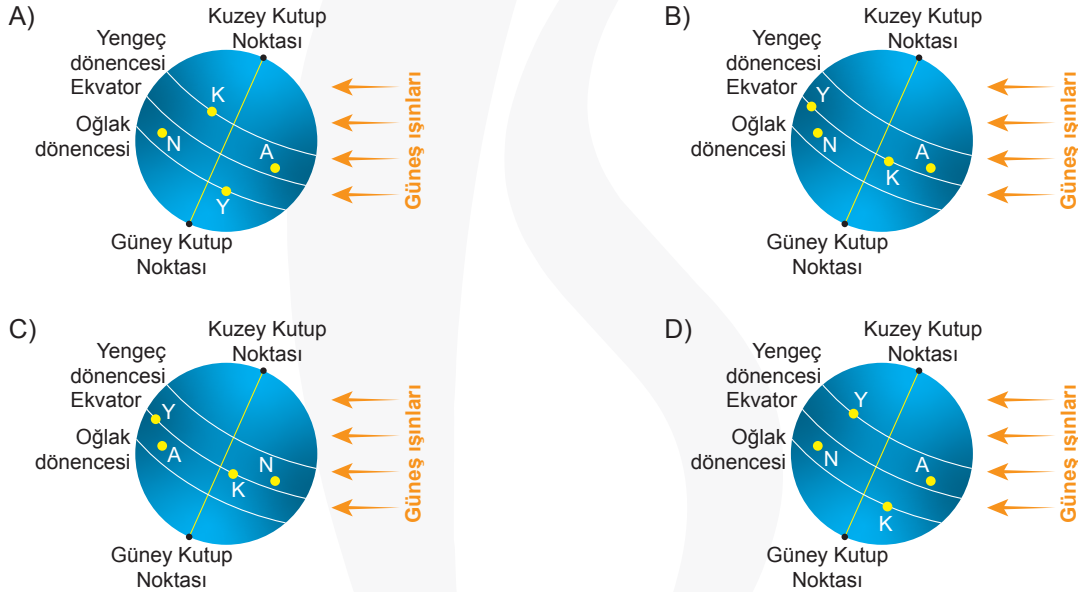 A)
Kuzey Kutup
Noktası
Yengeç
dönencesi
Ekvator
Oğlak
dönencesi
K
N
A
Y
Güneş ışınları
Güney Kutup
Noktası
B)
Kuzey Kutup
Noktası
Yengeç
dönencesi
Ekvator
Oğlak
dönencesi
Y
N
A
K
Güneş ışınları
Güney Kutup
Noktası
C)
Kuzey Kutup
Noktası
Yengeç
dönencesi
Ekvator
Oğlak
dönencesi
Y
A
N
K
Güneş ışınları
Güney Kutup
Noktası
D)
Kuzey Kutup
Noktası
Yengeç
dönencesi
Ekvator
Oğlak
dönencesi
Y
N
A
K
Güneş ışınları
Güney Kutup
Noktası